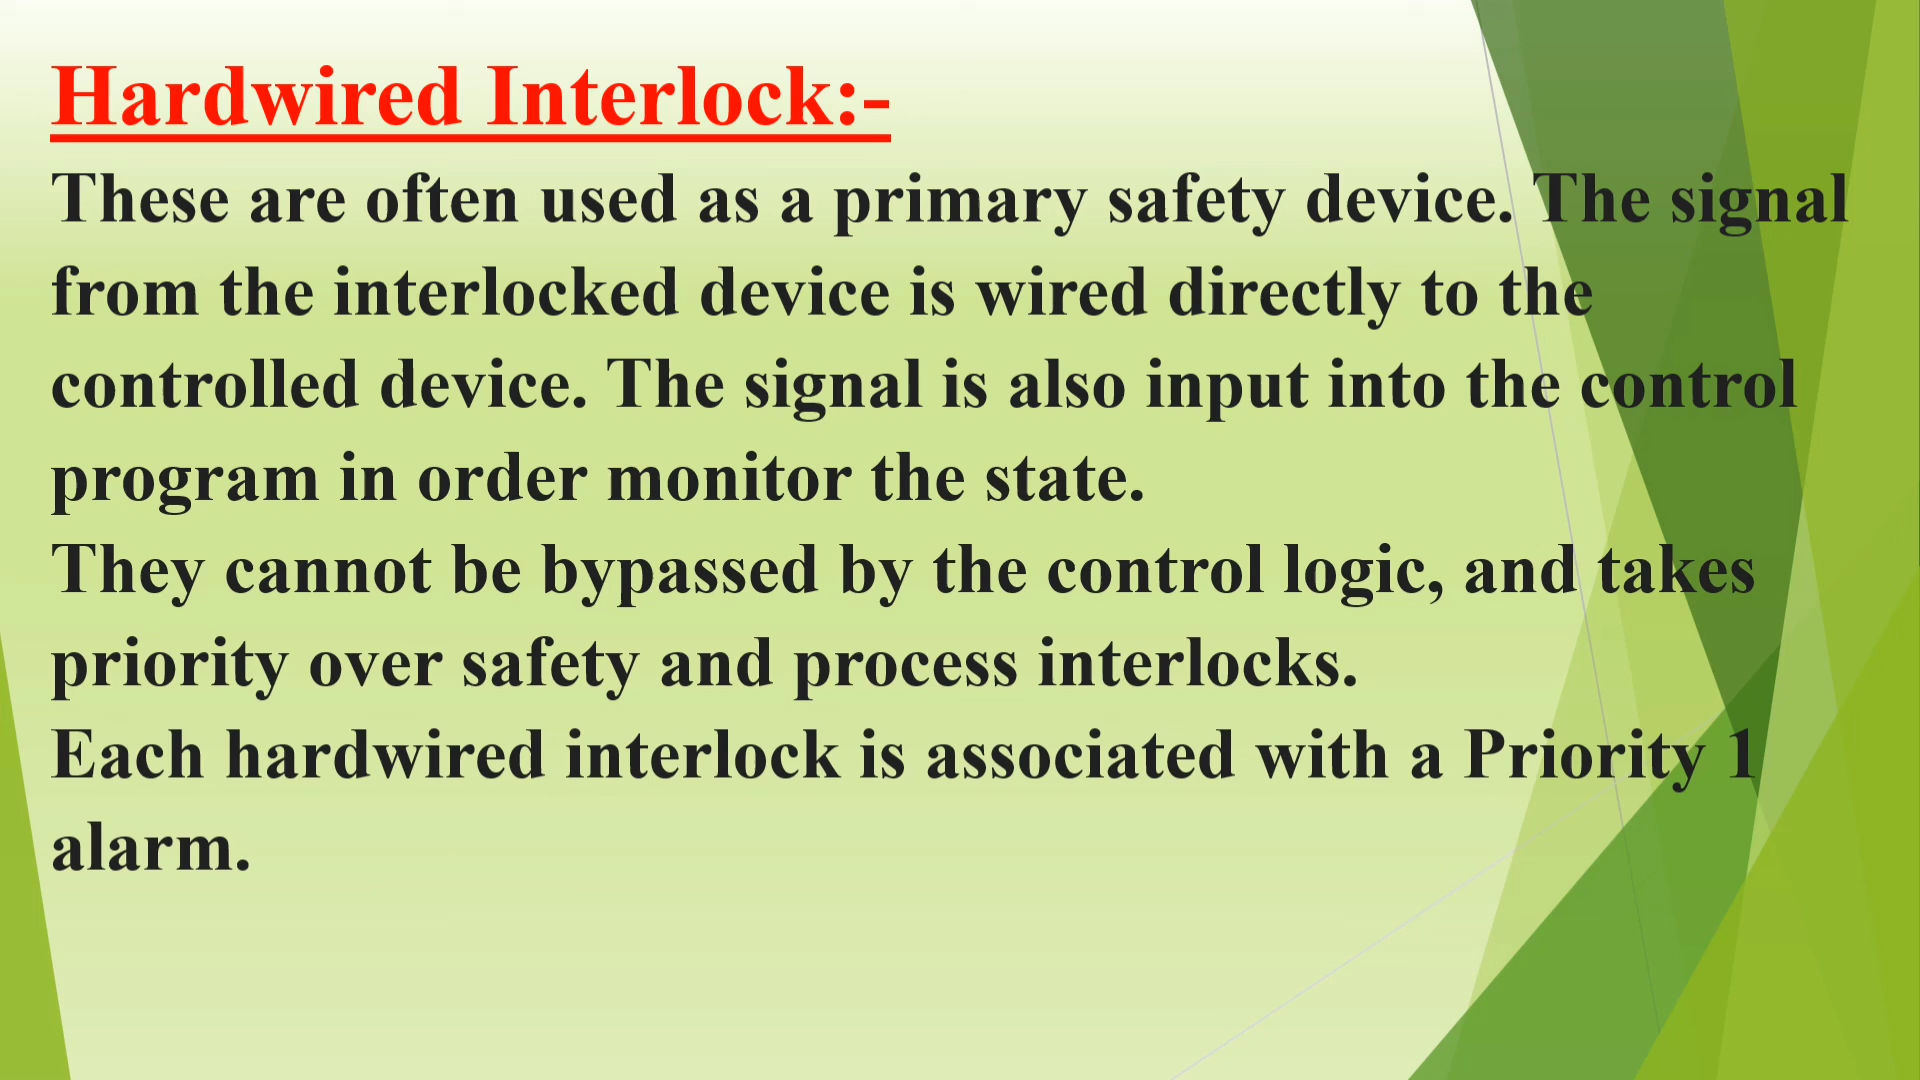 Hardwired Interlock:-
These are often used as a primary safety device. The signal
from the interlocked device is wired directly to the
controlled device. The signal is also input into the control
program in order monitor the state.
They cannot be bypassed by the control logic, and takes
priority over safety and process interlocks.
Each hardwired interlock is associated with a Priority 1
alarm.